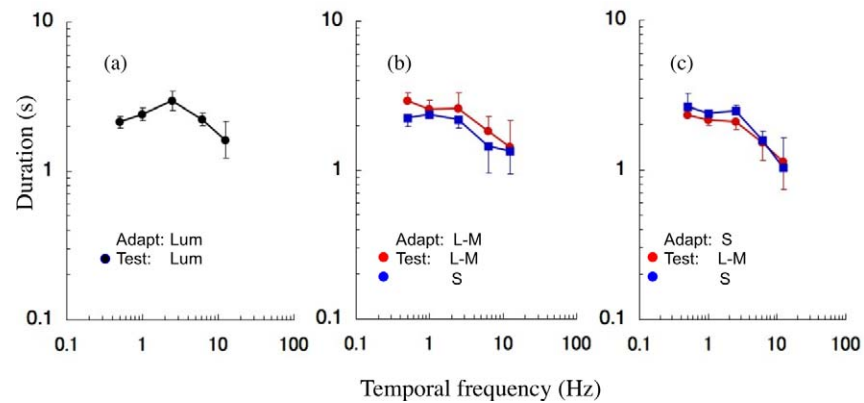 10
10
10
(a)
(b)
(c)
Duration (s)
1
1
1
Adapt: Lum
Test: Lum
Adapt: L-M
Test: L-M
S
Adapt: S
Test: L-M
S
0.1
0.1
0.1
0.1 1 10 100
0.1 1 10 100
0.1 1 10 100
Temporal frequency (Hz)